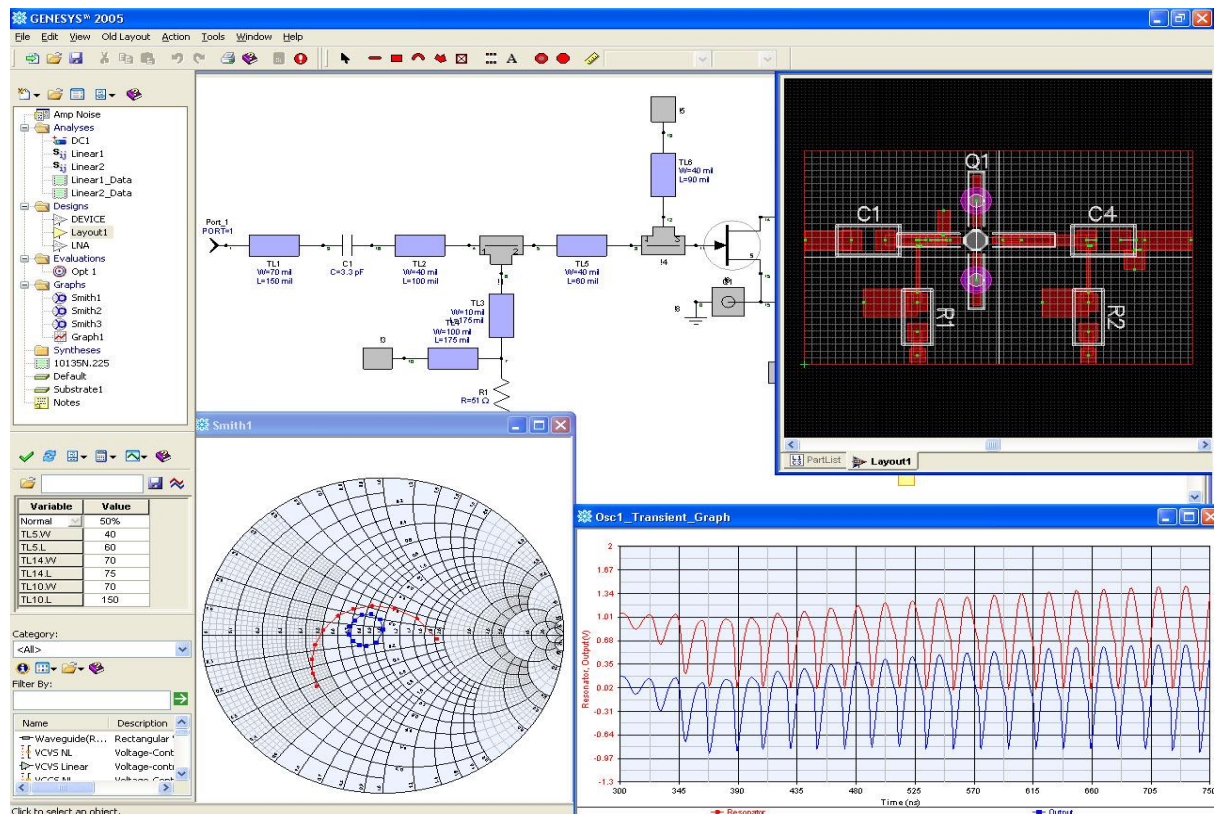 GENESYS™ 2005
File Edit View Old Layout Action Tools Window Help
Amp Noise
Analyses
DC1
Sij Linear1
Sij Linear2
Linear1_Data
Linear2_Data
Designs
DEVICE
Layout1
LNA
Evaluations
Opt 1
Graphs
Smith1
Smith2
Smith3
Graph1
Syntheses
10135N.225
Default
Substrate1
Notes
Variable Value
Normal 50%
TL5.W 40
TL5.L 60
TL14.W 70
TL14.L 75
TL10.W 70
TL10.L 150
Category:
<All>
Filter By:
Name Description
Waveguide(R... Rectangular
VCVS NL Voltage-Cont
VCVS Linear Voltage-contr
VCCS NL Voltage-Cont
Click to select an object.
Port_1
PORT=1
TL1
W=70 mil
L=150 mil
C1
C=3.3 pF
TL2
W=40 mil
L=100 mil
TL3
W=10 mil
L=175 mil
W=100 mil
L=175 mil
R1
R=51 Ω
TL5
W=40 mil
L=60 mil
TL6
W=40 mil
L=90 mil
Q1
C1
C4
R1
R2
PartList Layout1
Smith1
Osc1_Transient_Graph
Resonator, Output(V)
2
1.67
1.34
1.01
0.68
0.35
0.02
-0.31
-0.64
-0.97
-1.3
300 345 390 435 480 525 570 615 660 705 750
Time (ns)
Resonator Output